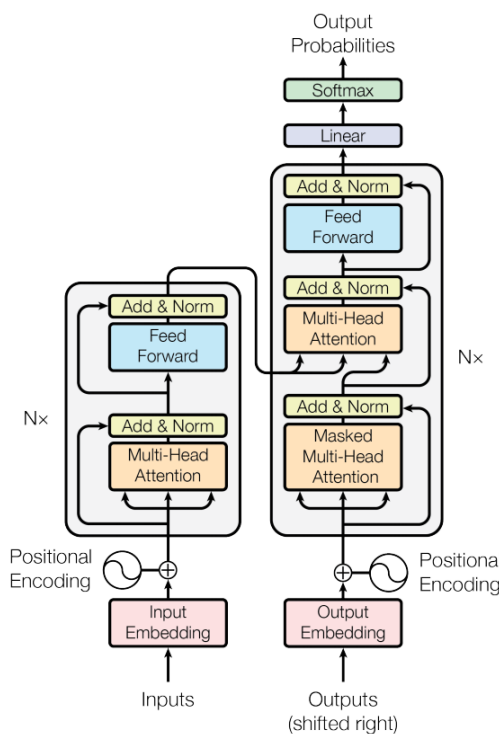 Output
Probabilities
Softmax
Linear
Add & Norm
Feed
Forward
Add & Norm
Multi-Head
Attention
Add & Norm
Masked
Multi-Head
Attention
N×
Add & Norm
Feed
Forward
N×
Add & Norm
Multi-Head
Attention
Positional
Encoding
Positiona
Encoding
Input
Embedding
Output
Embedding
Inputs
Outputs
(shifted right)